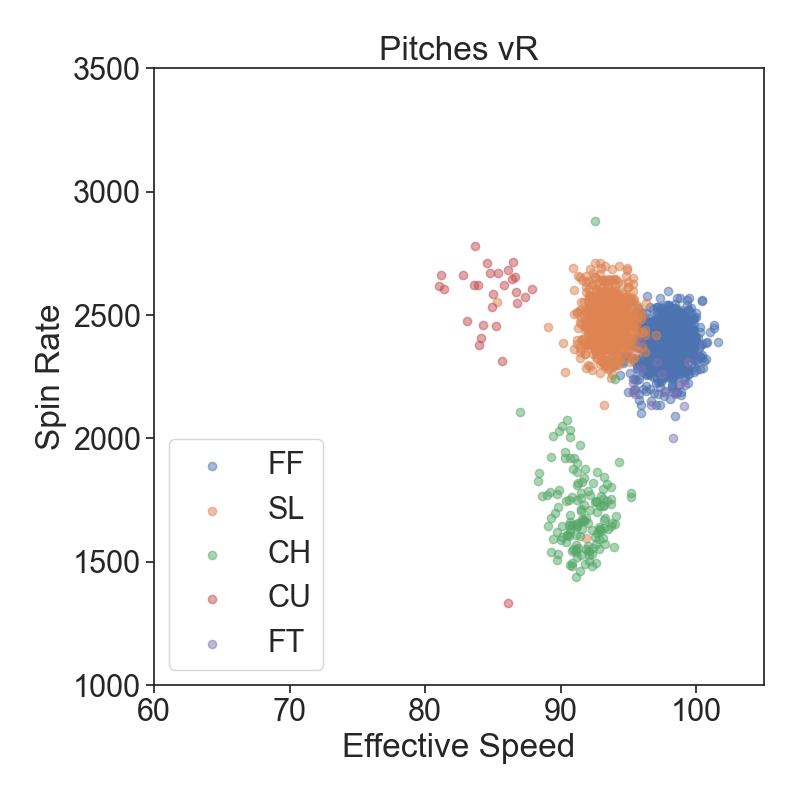 Pitches vR
3500
3000
2500
2000
1500
1000
Spin Rate
FF
SL
CH
CU
FT
60 70 80 90 100
Effective Speed